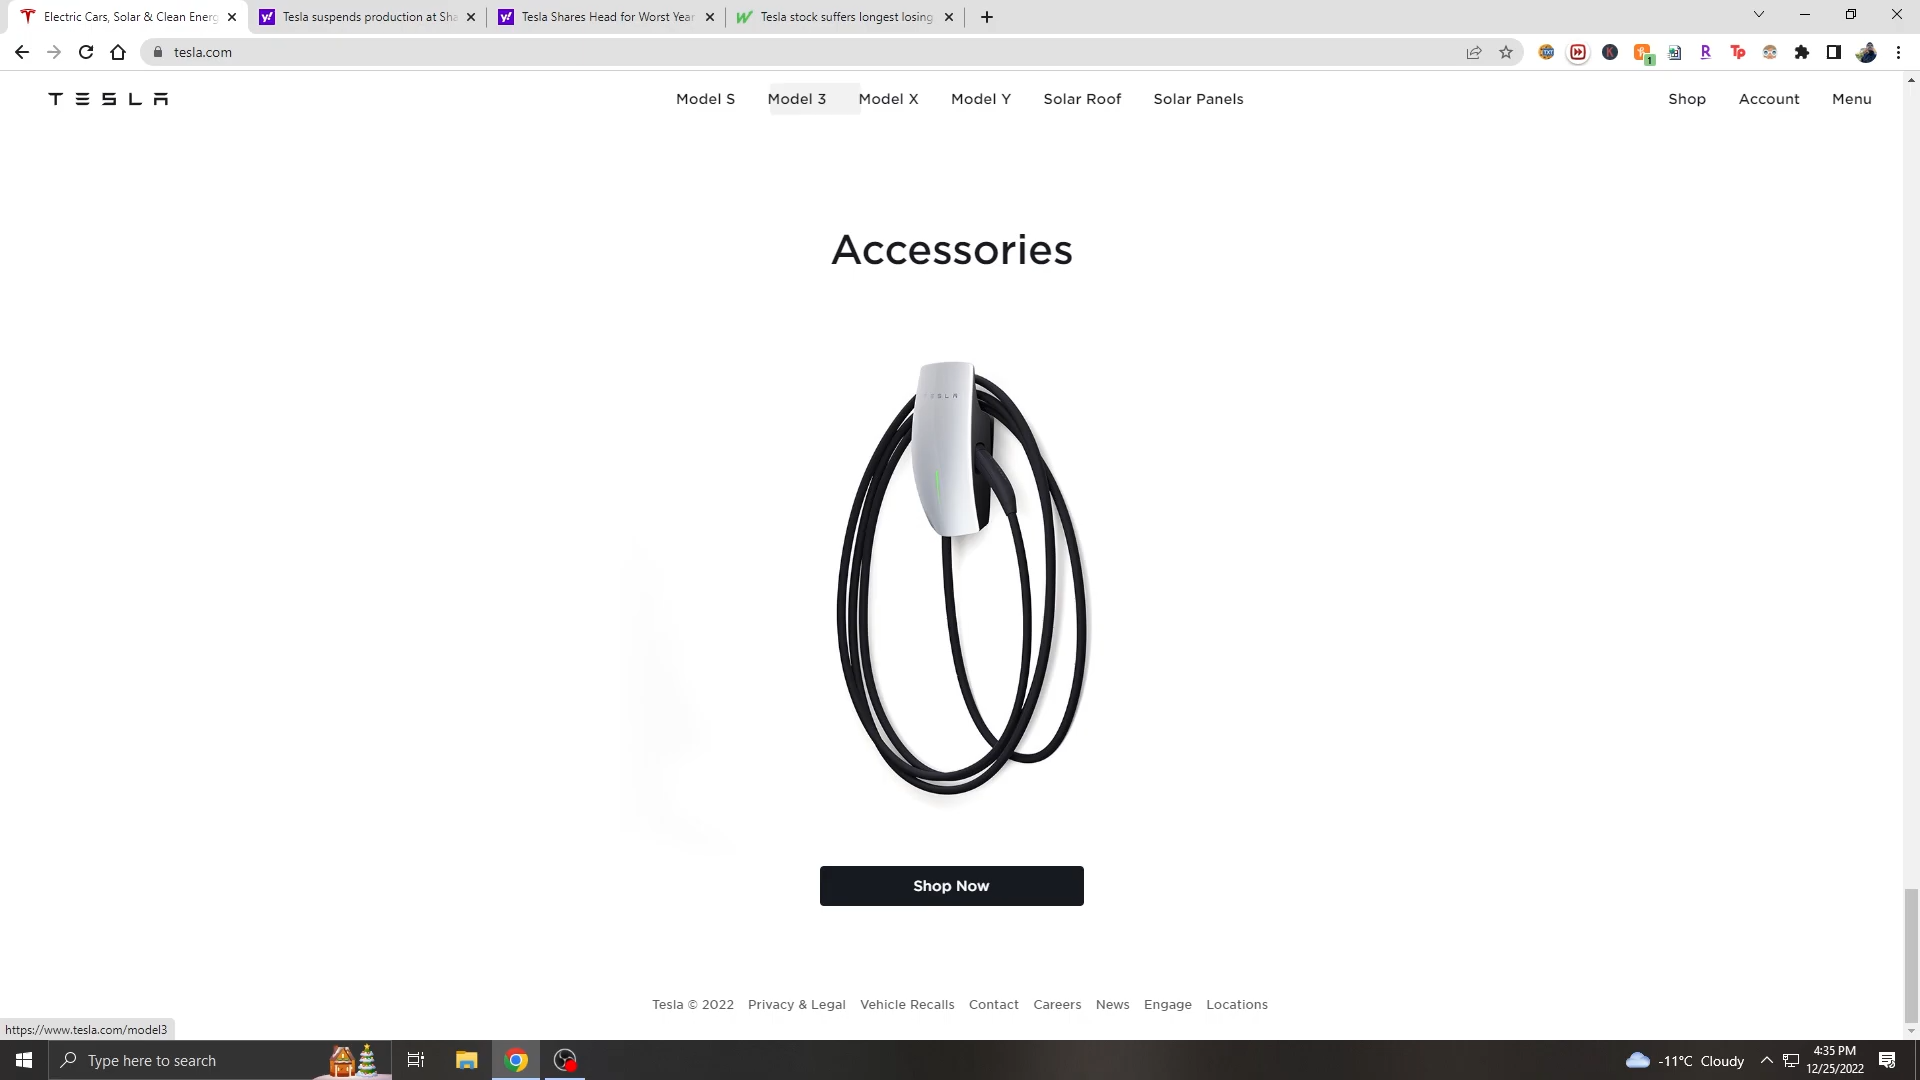 Electric Cars, Solar & Clean Energ
Tesla suspends production at Sha
Tesla Shares Head for Worst Year
Tesla stock suffers longest losing
tesla.com
TESLA
Model S
Model 3
Model X
Model Y
Solar Roof
Solar Panels
Shop
Account
Menu
Accessories
TESLA
Shop Now
Tesla © 2022
Privacy & Legal
Vehicle Recalls
Contact
Careers
News
Engage
Locations
https://www.tesla.com/model3
Type here to search
-11°C Cloudy
4:35 PM
12/25/2022